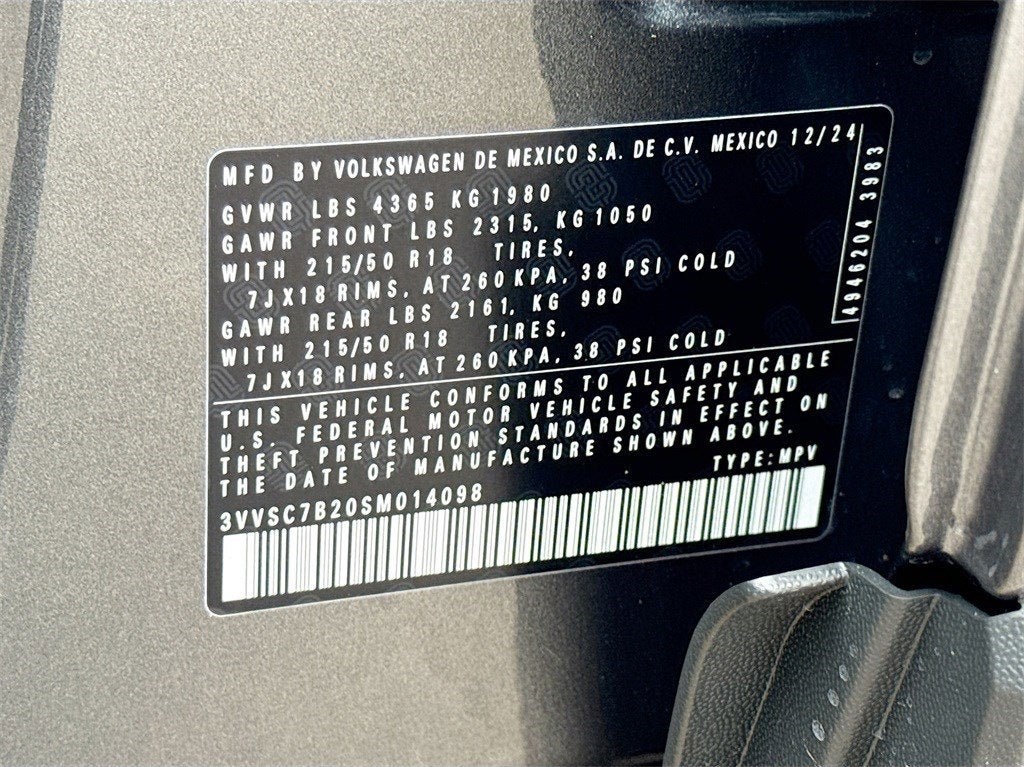 MFD BY VOLKSWAGEN DE MEXICO S.A. DE C.V. MEXICO 12/24
GVWR LBS 4365 KG 1980
GAWR FRONT LBS 2315, KG 1050
WITH 215/50 R18 TIRES,
7JX18 RIMS, AT 260 KPA, 38 PSI COLD
GAWR REAR LBS 2161, KG 980
WITH 215/50 R18 TIRES,
7JX18 RIMS, AT 260 KPA, 38 PSI COLD
4946204 3983
THIS VEHICLE CONFORMS TO ALL APPLICABLE
U.S. FEDERAL MOTOR VEHICLE SAFETY AND
THEFT PREVENTION STANDARDS IN EFFECT ON
THE DATE OF MANUFACTURE SHOWN ABOVE.
3VVSC7B20SM014098 TYPE: MPV